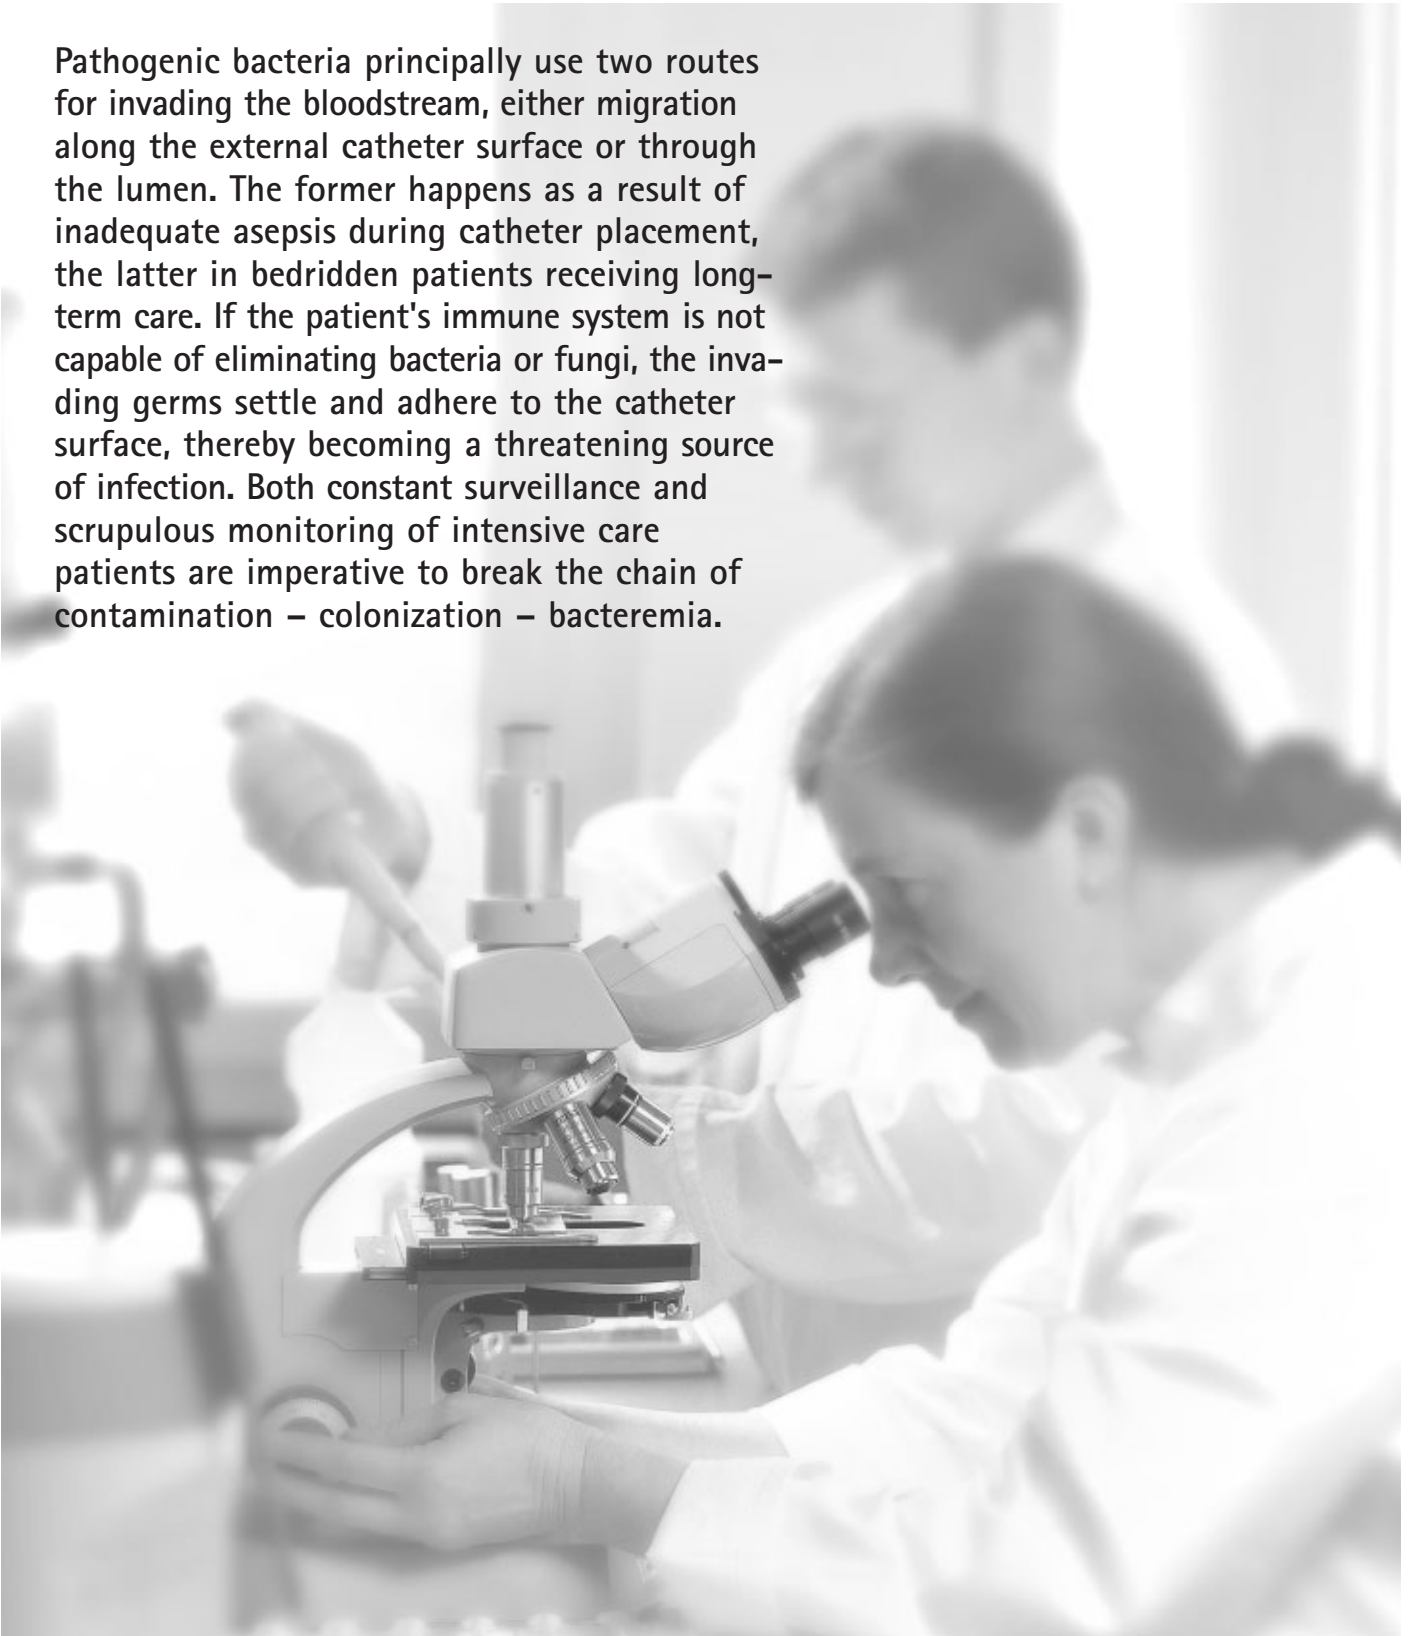 Pathogenic bacteria principally use two routes
for invading the bloodstream, either migration
along the external catheter surface or through
the lumen. The former happens as a result of
inadequate asepsis during catheter placement,
the latter in bedridden patients receiving long-
term care. If the patient's immune system is not
capable of eliminating bacteria or fungi, the inva-
ding germs settle and adhere to the catheter
surface, thereby becoming a threatening source
of infection. Both constant surveillance and
scrupulous monitoring of intensive care
patients are imperative to break the chain of
contamination – colonization – bacteremia.